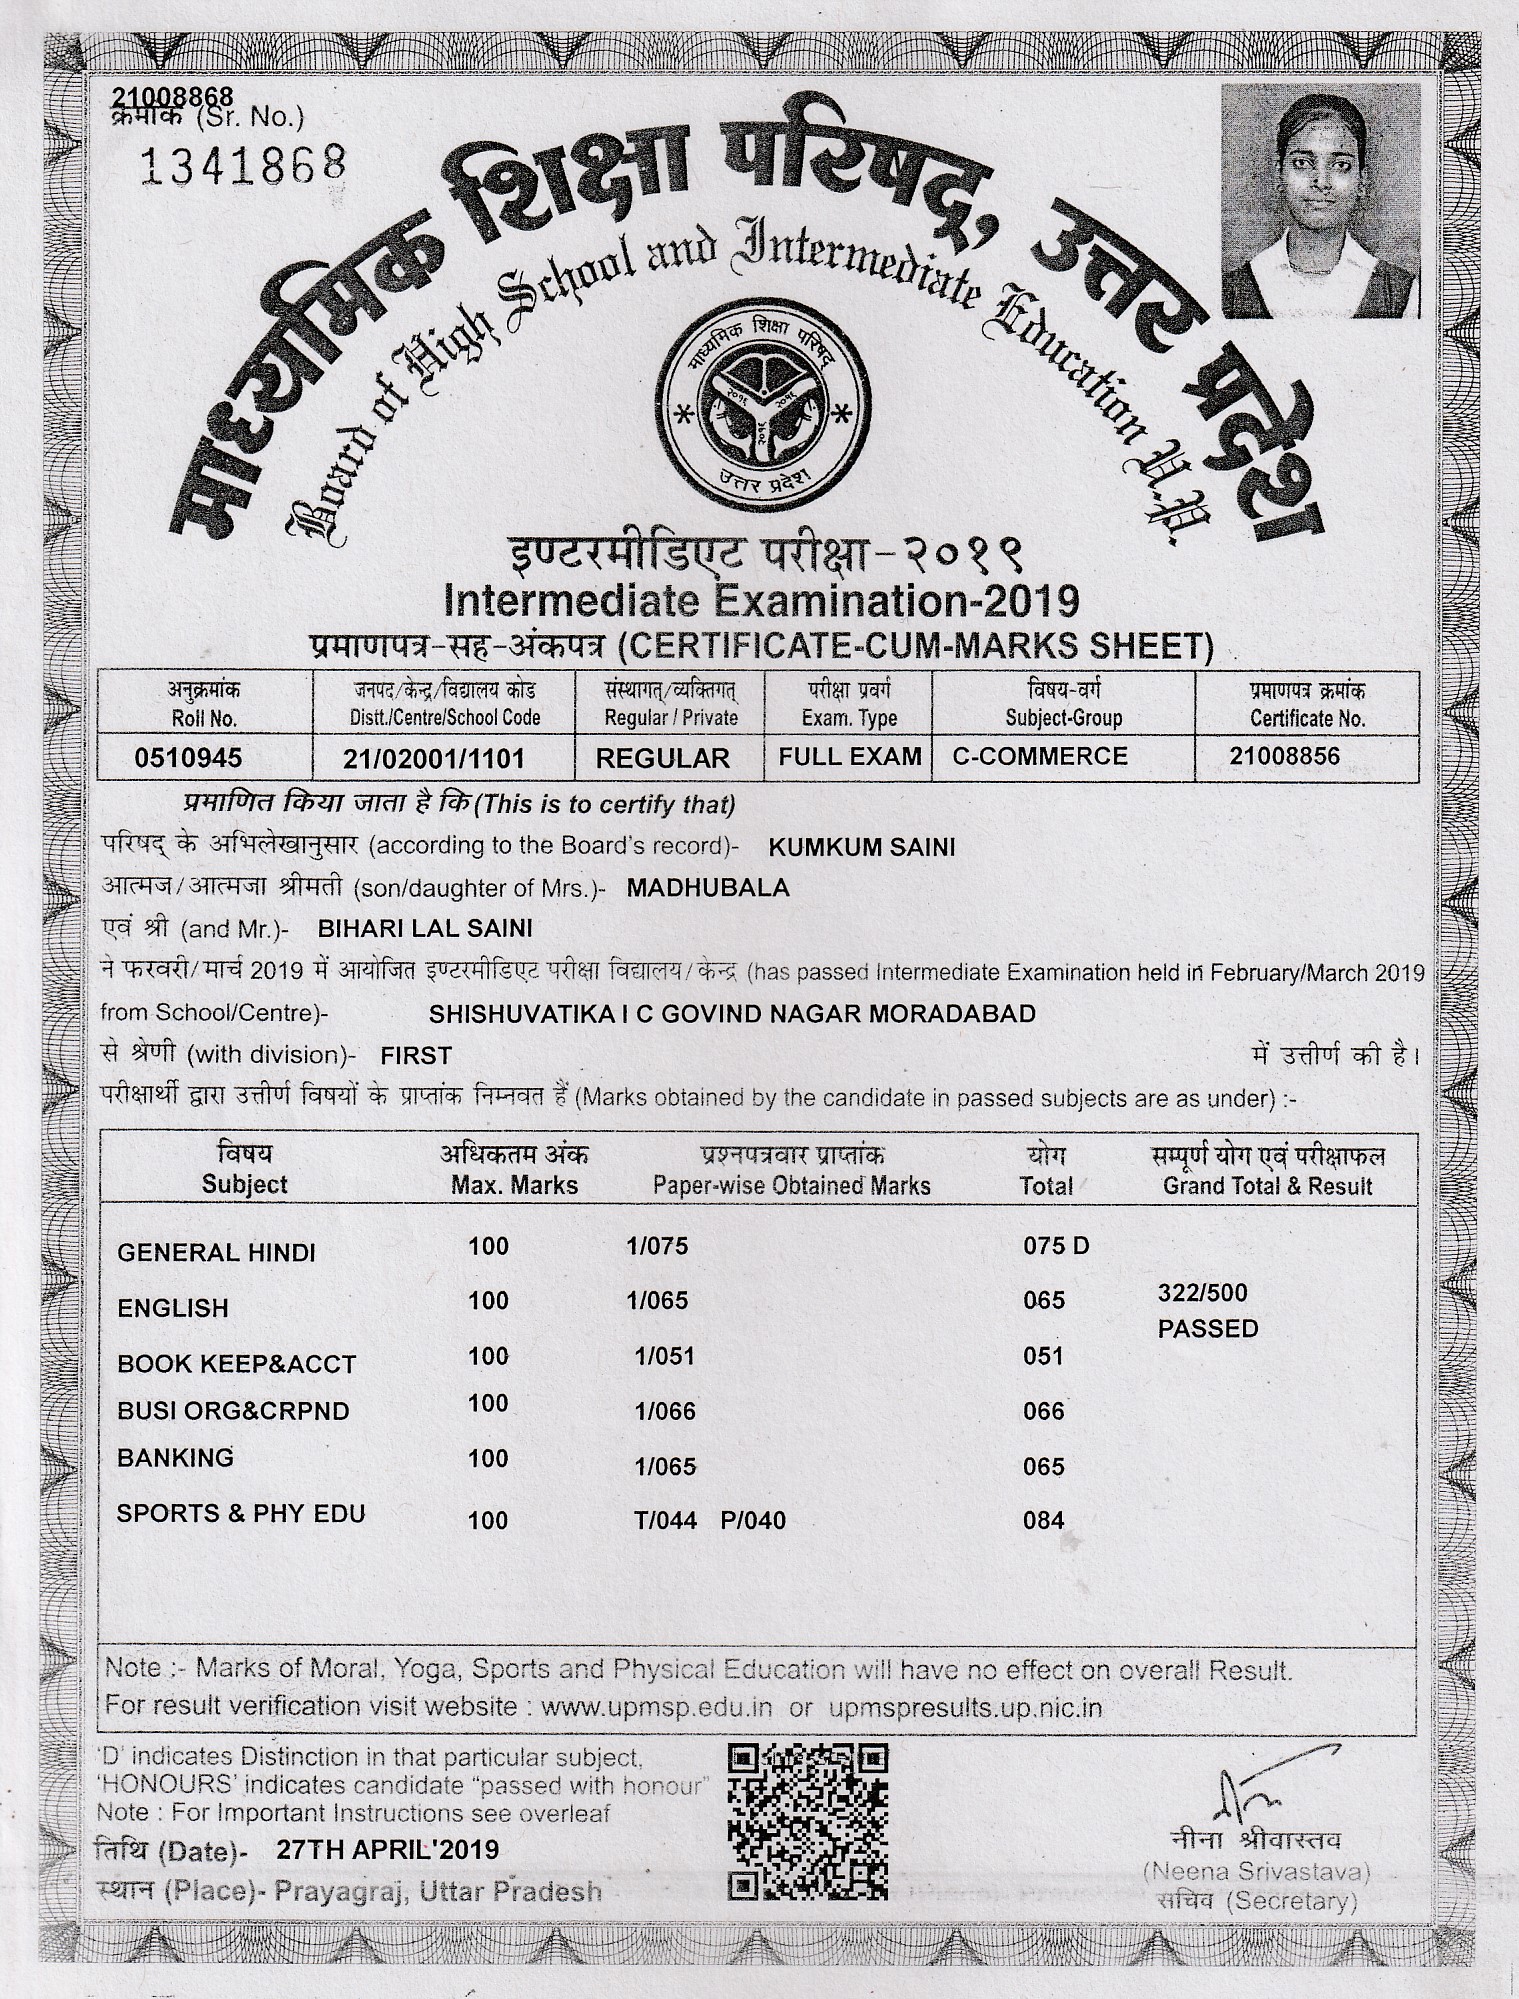 21008868
क्रमांक (Sr. No.)
1341868
माध्यमिक शिक्षा परिषद्, उत्तर प्रदेश
Board of High School and Intermediate Education U.P.
माध्यमिक शिक्षा परिषद्
२०१६ २०१६
२०१६
उत्तर प्रदेश
इण्टरमीडिएट परीक्षा-२०१९
Intermediate Examination-2019
प्रमाणपत्र-सह-अंकपत्र (CERTIFICATE-CUM-MARKS SHEET)
अनुक्रमांक जनपद/केन्द्र/विद्यालय कोड संस्थागत्/व्यक्तिगत् परीक्षा प्रवर्ग विषय-वर्ग प्रमाणपत्र क्रमांक
Roll No. Distt./Centre/School Code Regular / Private Exam. Type Subject-Group Certificate No.
0510945 21/02001/1101 REGULAR FULL EXAM C-COMMERCE 21008856
प्रमाणित किया जाता है कि (This is to certify that)
परिषद् के अभिलेखानुसार (according to the Board's record)- KUMKUM SAINI
आत्मज/आत्मजा श्रीमती (son/daughter of Mrs.)- MADHUBALA
एवं श्री (and Mr.)- BIHARI LAL SAINI
ने फरवरी/मार्च 2019 में आयोजित इण्टरमीडिएट परीक्षा विद्यालय/केन्द्र (has passed Intermediate Examination held in February/March 2019
from School/Centre)- SHISHUVATIKA I C GOVIND NAGAR MORADABAD
से श्रेणी (with division)- FIRST में उत्तीर्ण की है।
परीक्षार्थी द्वारा उत्तीर्ण विषयों के प्राप्तांक निम्नवत हैं (Marks obtained by the candidate in passed subjects are as under) :-
विषय अधिकतम अंक प्रश्नपत्रवार प्राप्तांक योग सम्पूर्ण योग एवं परीक्षाफल
Subject Max. Marks Paper-wise Obtained Marks Total Grand Total & Result
GENERAL HINDI 100 1/075 075 D
ENGLISH 100 1/065 065 322/500
PASSED
BOOK KEEP&ACCT 100 1/051 051
BUSI ORG&CRPND 100 1/066 066
BANKING 100 1/065 065
SPORTS & PHY EDU 100 T/044 P/040 084
Note :- Marks of Moral, Yoga, Sports and Physical Education will have no effect on overall Result.
For result verification visit website : www.upmsp.edu.in or upmspresults.up.nic.in
'D' indicates Distinction in that particular subject,
'HONOURS' indicates candidate "passed with honour"
Note : For Important Instructions see overleaf
तिथि (Date)- 27TH APRIL'2019
स्थान (Place)- Prayagraj, Uttar Pradesh
नीना श्रीवास्तव
(Neena Srivastava)
सचिव (Secretary)